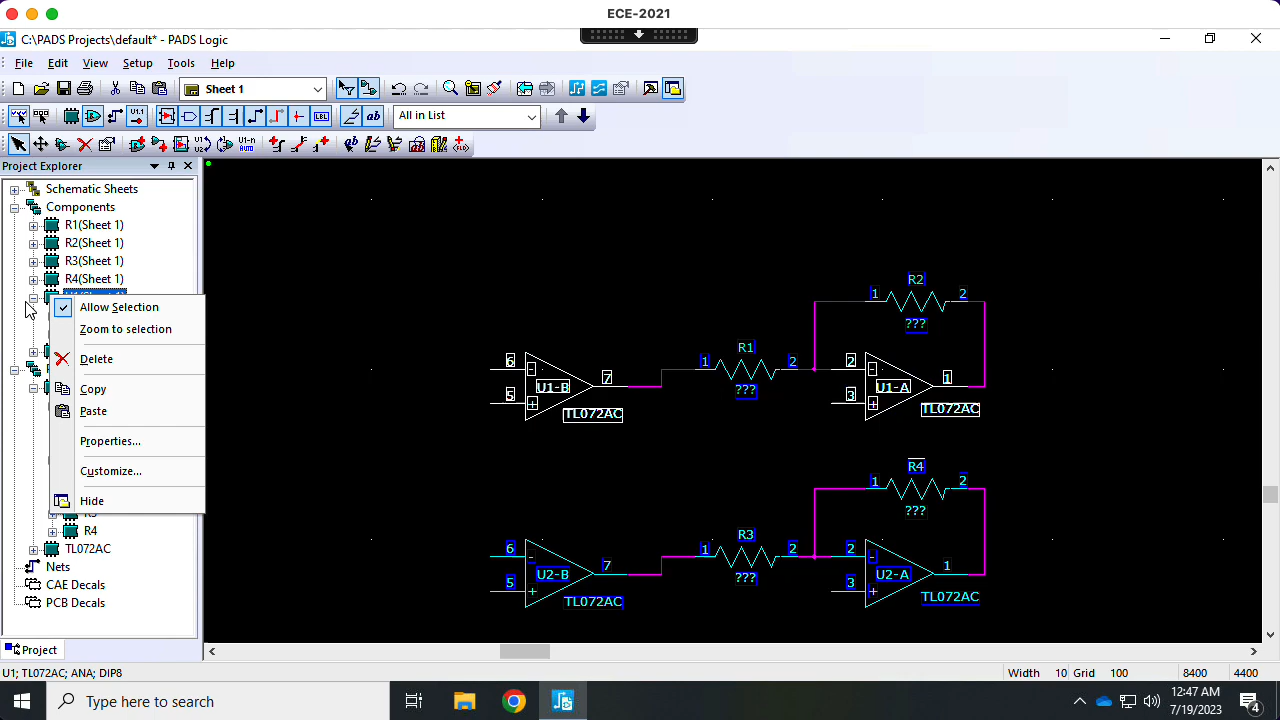 ECE-2021
C:\PADS Projects\default* - PADS Logic
File Edit View Setup Tools Help
Sheet 1
U1.1
All in List
ab
Project Explorer
Schematic Sheets
Components
R1(Sheet 1)
R2(Sheet 1)
R3(Sheet 1)
R4(Sheet 1)
Allow Selection
Zoom to selection
Delete
Copy
Paste
Properties...
Customize...
Hide
R4
TL072AC
Nets
CAE Decals
PCB Decals
Project
R2
1 2
???
R1
6 - 7 1 2 2 - 1
5 + U1-B ??? 3 + U1-A
TL072AC TL072AC
R4
1 2
???
R3
6 - 7 1 2 2 - 1
5 + U2-B ??? 3 + U2-A
TL072AC TL072AC
U1; TL072AC; ANA; DIP8
Width 10 Grid 100 8400 4400
Type here to search
12:47 AM
7/19/2023
4